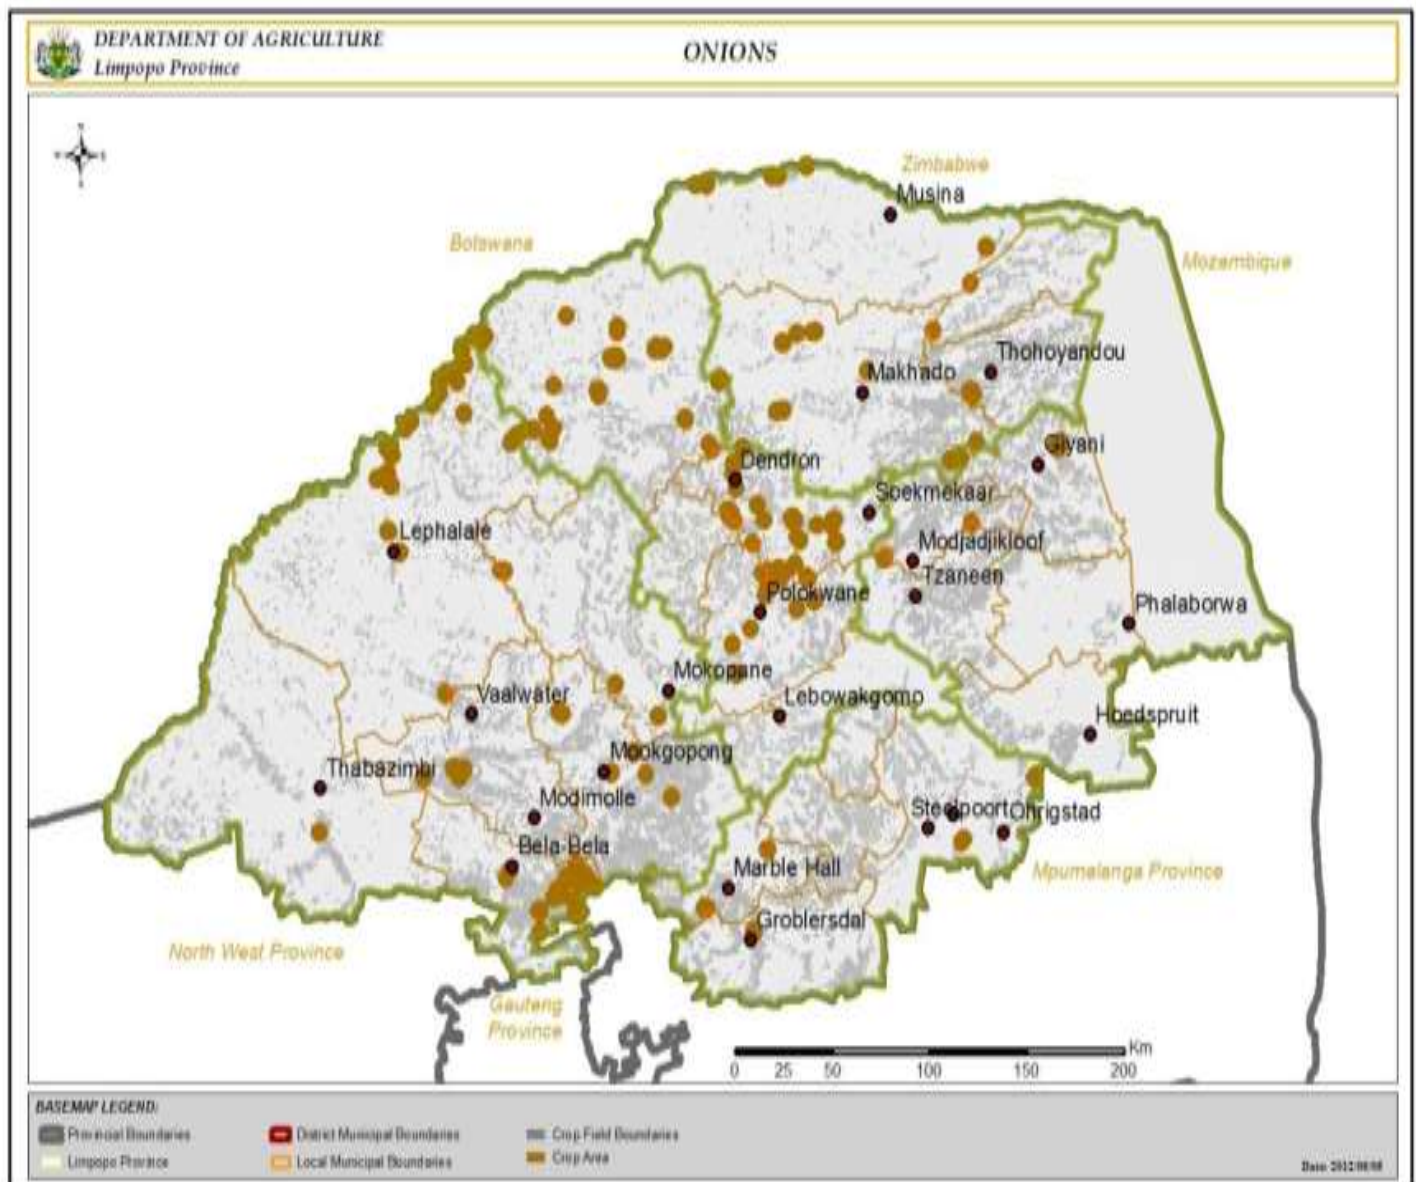 DEPARTMENT OF AGRICULTURE
Limpopo Province
ONIONS
N
Zimbabwe
Musina
Botswana
Mozambique
Thohoyandou
Makhado
Giyani
Dendron
Soekmekaar
Lephalale
Modjadjikloof
Tzaneen
Polokwane
Phalaborwa
Mokopane
Vaalwater
Lebowakgomo
Hoedspruit
Mookgopong
Thabazimbi
Modimolle
Steelpoort
Ohrigstad
Bela-Bela
Marble Hall
Mpumalanga Province
Groblersdal
North West Province
Gauteng
Province
Km
0 25 50 100 150 200
BASEMAP LEGEND:
Provincial Boundaries
District Municipal Boundaries
Crop Field Boundaries
Limpopo Province
Local Municipal Boundaries
Crop Area